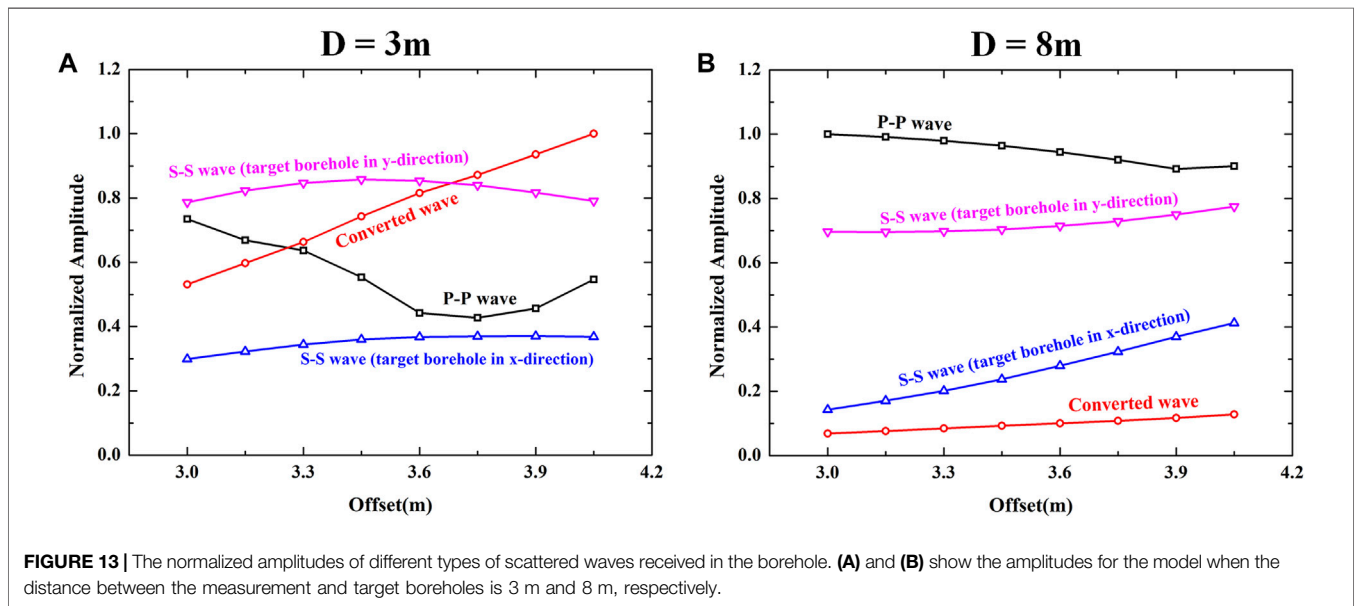 D = 3m
A
1.2
1.0
0.8
0.6
0.4
0.2
0.0
Normalized Amplitude
S-S wave (target borehole in y-direction)
Converted wave
P-P wave
S-S wave (target borehole in x-direction)
3.0
3.3
3.6
3.9
4.2
Offset(m)
D = 8m
B
1.2
1.0
0.8
0.6
0.4
0.2
0.0
Normalized Amplitude
P-P wave
S-S wave (target borehole in y-direction)
S-S wave (target borehole in x-direction)
Converted wave
3.0
3.3
3.6
3.9
4.2
Offset(m)
FIGURE 13 | The normalized amplitudes of different types of scattered waves received in the borehole. (A) and (B) show the amplitudes for the model when the
distance between the measurement and target boreholes is 3 m and 8 m, respectively.